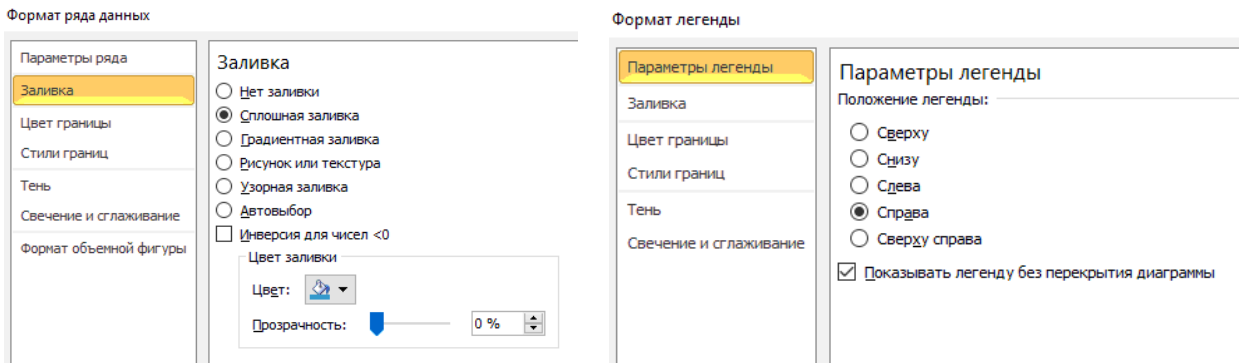 Формат ряда данных
Параметры ряда
Заливка
Цвет границы
Стили границ
Тень
Свечение и сглаживание
Формат объемной фигуры
Заливка
Нет заливки
Сплошная заливка
Градиентная заливка
Рисунок или текстура
Узорная заливка
Автовыбор
Инверсия для чисел <0
Цвет заливки
Цвет:
Прозрачность:
0 %
Формат легенды
Параметры легенды
Заливка
Цвет границы
Стили границ
Тень
Свечение и сглаживание
Параметры легенды
Положение легенды:
Сверху
Снизу
Слева
Справа
Сверху справа
Показывать легенду без перекрытия диаграммы